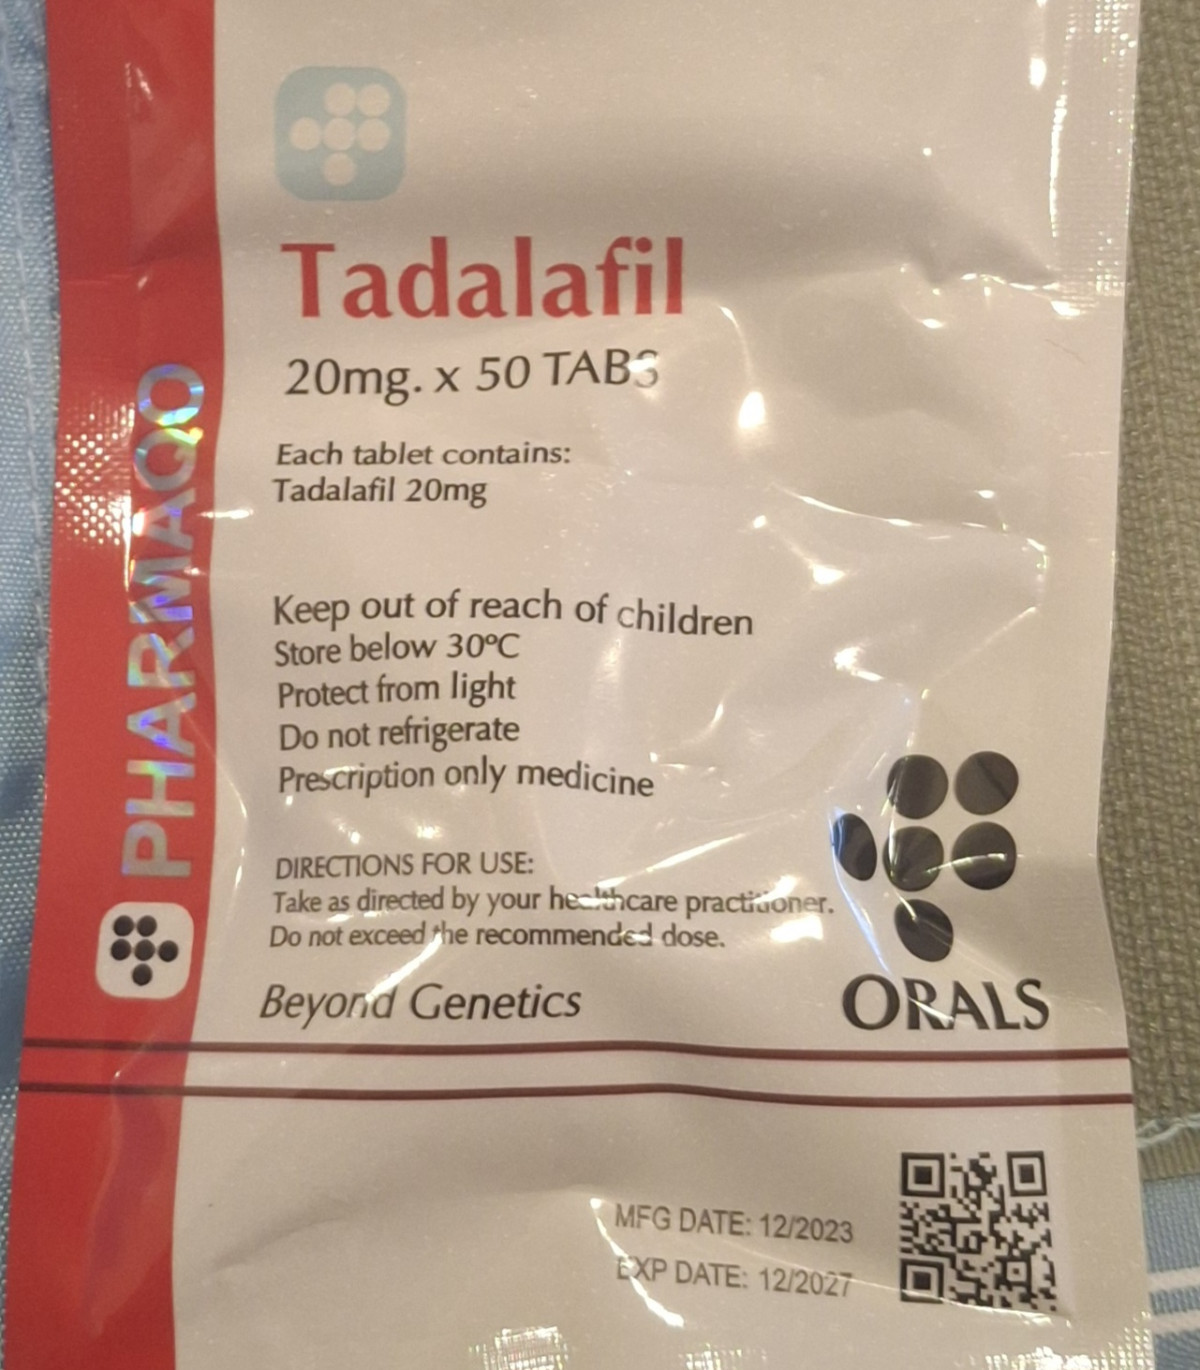 PHARMAQO
Tadalafil
20mg. x 50 TABS
Each tablet contains:
Tadalafil 20mg
Keep out of reach of children
Store below 30ºC
Protect from light
Do not refrigerate
Prescription only medicine
DIRECTIONS FOR USE:
Take as directed by your healthcare practitioner.
Do not exceed the recommended dose.
Beyond Genetics
ORALS
MFG DATE: 12/2023
EXP DATE: 12/2027